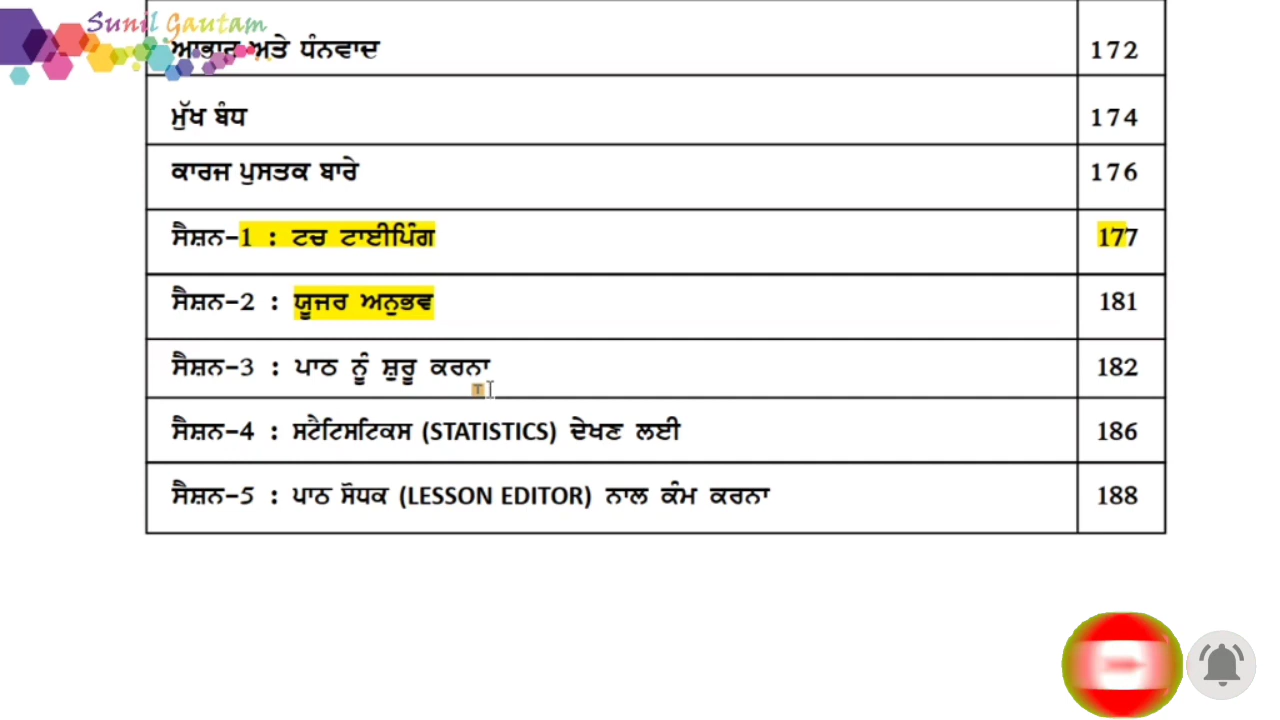 Sunil Gautam
ਆਭਾਰ ਅਤੇ ਧੰਨਵਾਦ 172
ਮੁੱਖ ਬੰਧ 174
ਕਾਰਜ ਪੁਸਤਕ ਬਾਰੇ 176
ਸੈਸ਼ਨ-1 : ਟਚ ਟਾਈਪਿੰਗ 177
ਸੈਸ਼ਨ-2 : ਯੂਜਰ ਅਨੁਭਵ 181
ਸੈਸ਼ਨ-3 : ਪਾਠ ਨੂੰ ਸ਼ੁਰੂ ਕਰਨਾ 182
ਸੈਸ਼ਨ-4 : ਸਟੈਟਿਸਟਿਕਸ (STATISTICS) ਦੇਖਣ ਲਈ 186
ਸੈਸ਼ਨ-5 : ਪਾਠ ਸੋਧਕ (LESSON EDITOR) ਨਾਲ ਕੰਮ ਕਰਨਾ 188